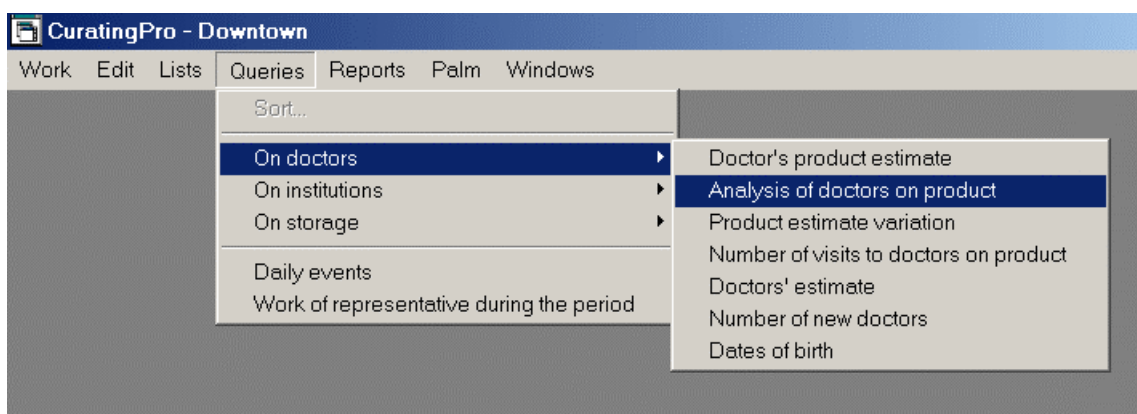 CuratingPro - Downtown
Work Edit Lists Queries Reports Palm Windows
Sort...
On doctors
On institutions
On storage
Daily events
Work of representative during the period
Doctor's product estimate
Analysis of doctors on product
Product estimate variation
Number of visits to doctors on product
Doctors' estimate
Number of new doctors
Dates of birth